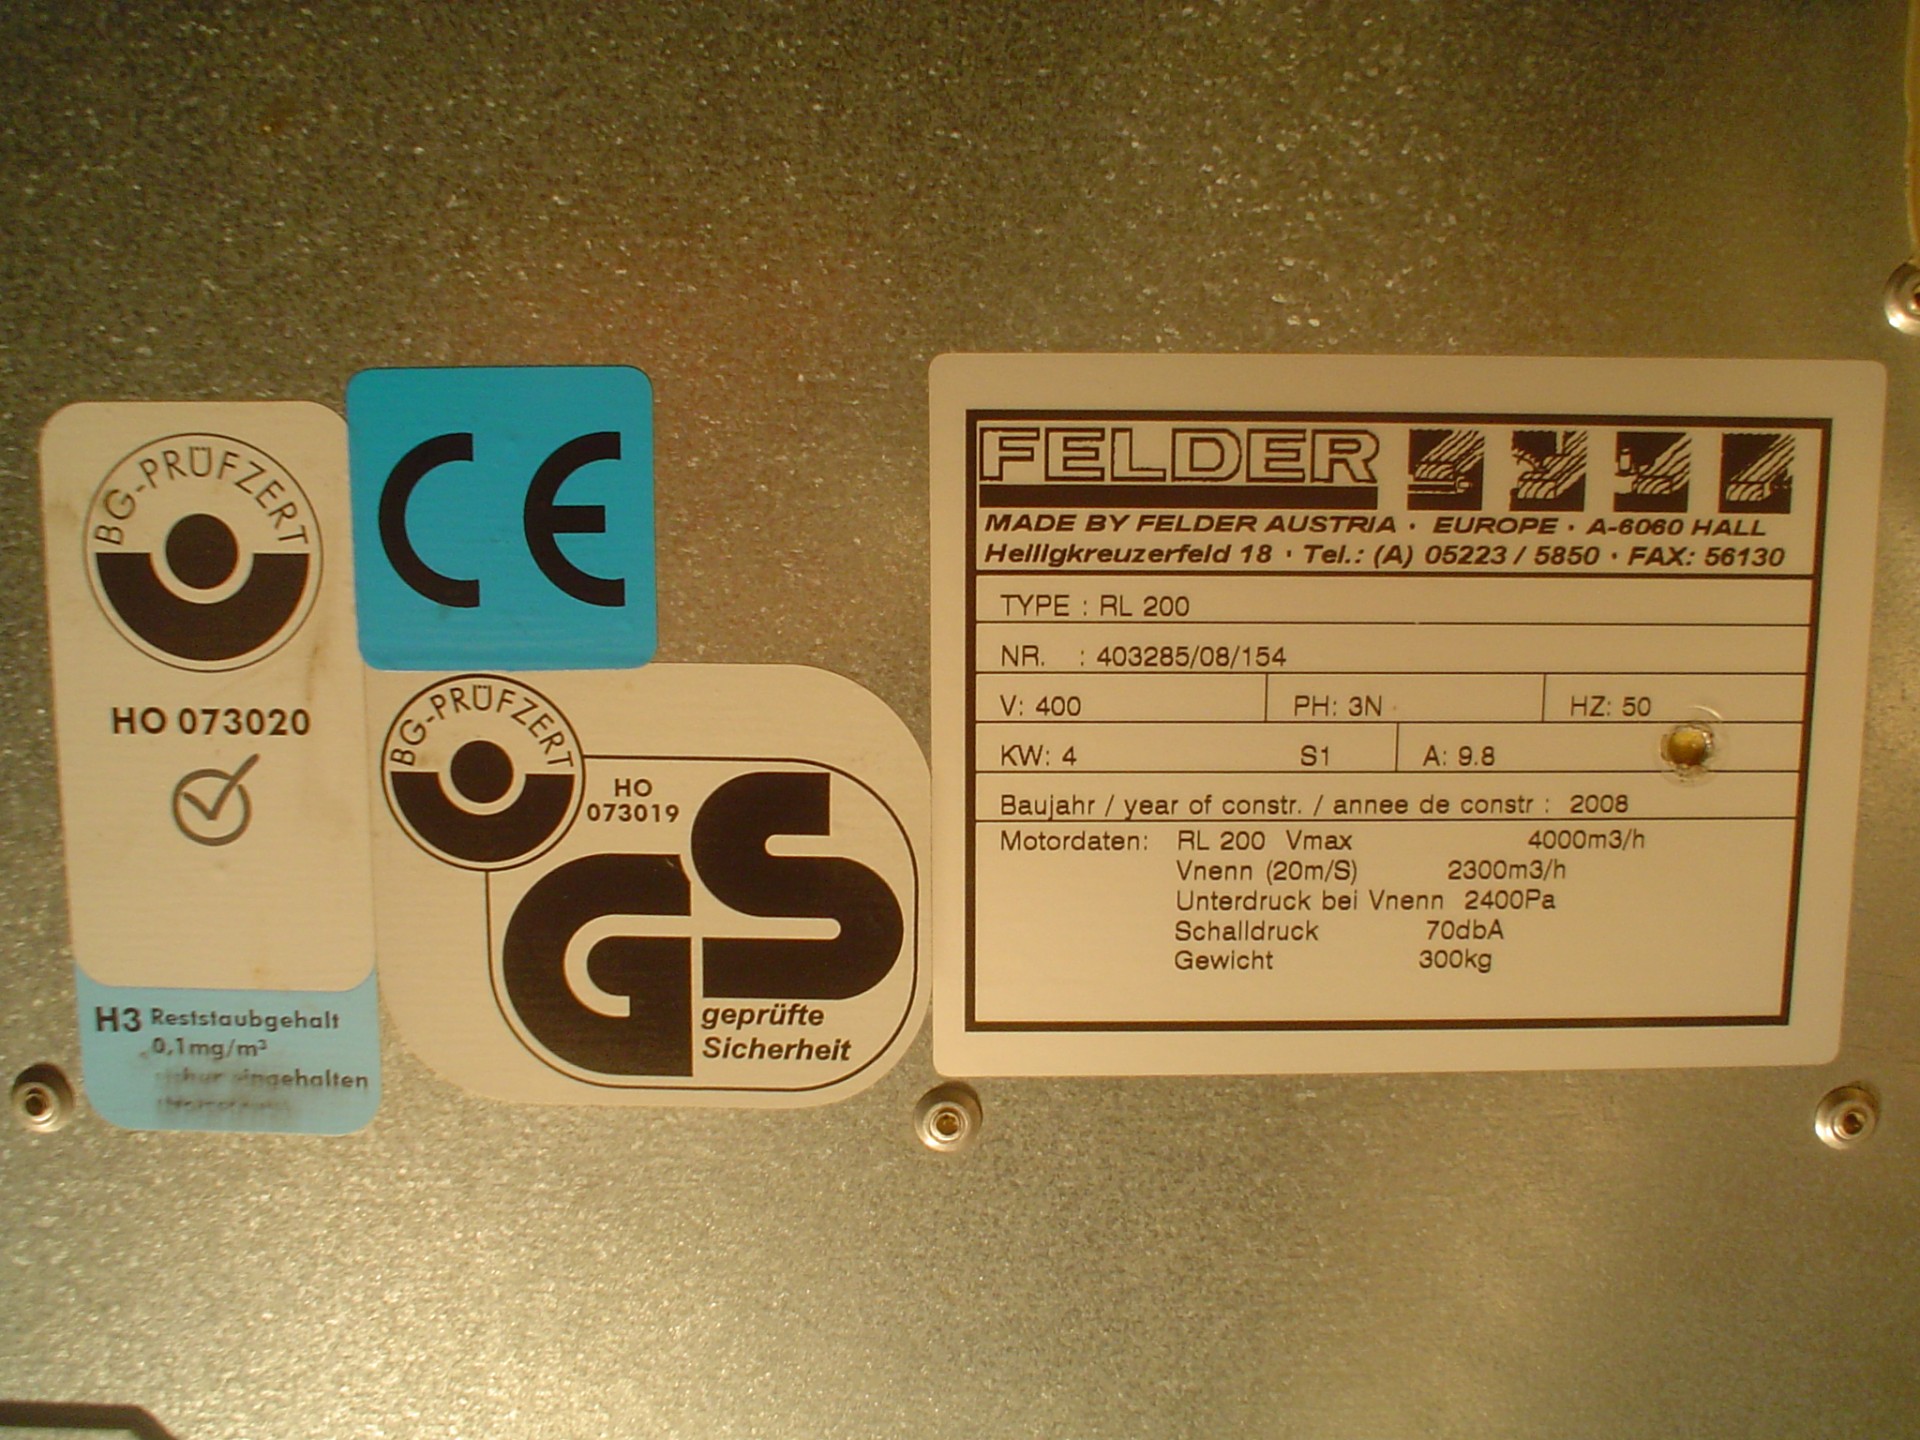 BG-PRÜFZERT
HO 073020
H3 Reststaubgehalt
0,1mg/m³
eingehalten
CE
BG-PRÜFZERT
HO
073019
GS
geprüfte
Sicherheit
FELDER
MADE BY FELDER AUSTRIA · EUROPE · A-6060 HALL
Heiligkreuzerfeld 18 · Tel.: (A) 05223 / 5850 · FAX: 56130
TYPE : RL 200
NR. : 403285/08/154
V: 400 PH: 3N HZ: 50
KW: 4 S1 A: 9.8
Baujahr / year of constr. / annee de constr : 2008
Motordaten: RL 200 Vmax 4000m3/h
Vnenn (20m/S) 2300m3/h
Unterdruck bei Vnenn 2400Pa
Schalldruck 70dbA
Gewicht 300kg